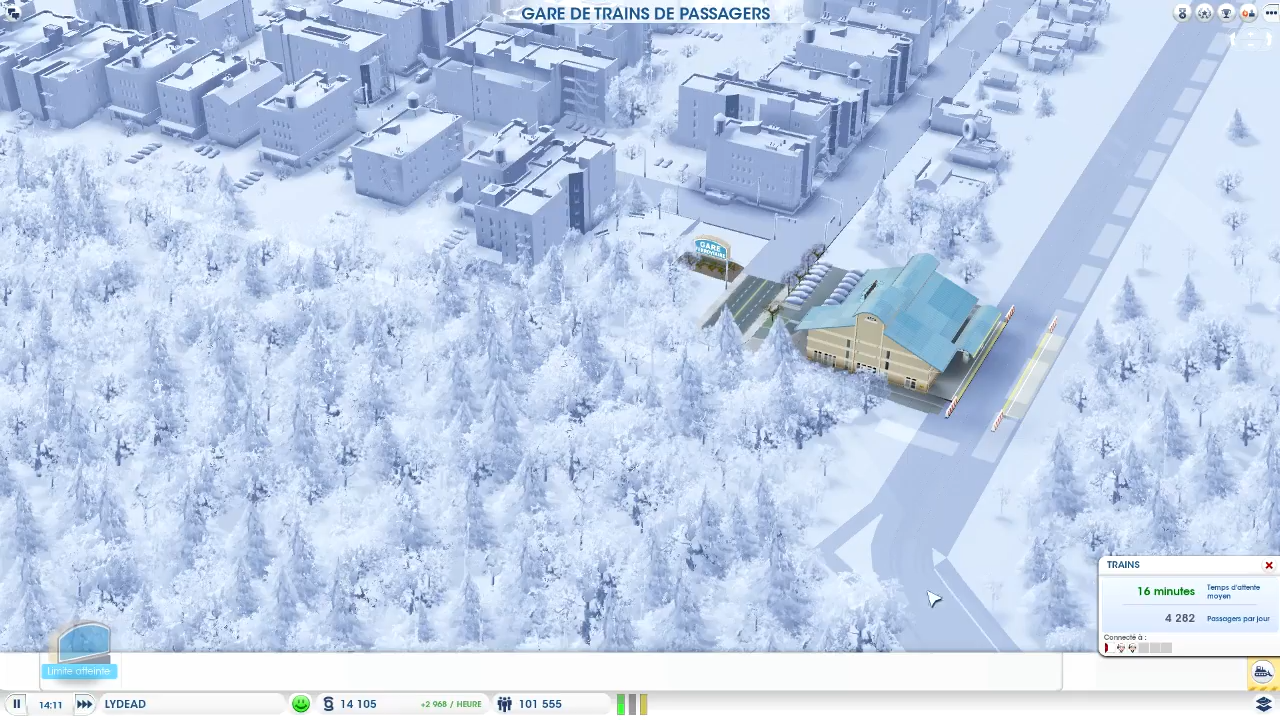 GARE DE TRAINS DE PASSAGERS
GARE
FERROVIAIRE
TRAINS
16 minutes
Temps d'attente
moyen
4 282
Passagers par jour
Connecté à :
Limite atteinte
14:11
LYDEAD
14 105
+2 968 / HEURE
101 555